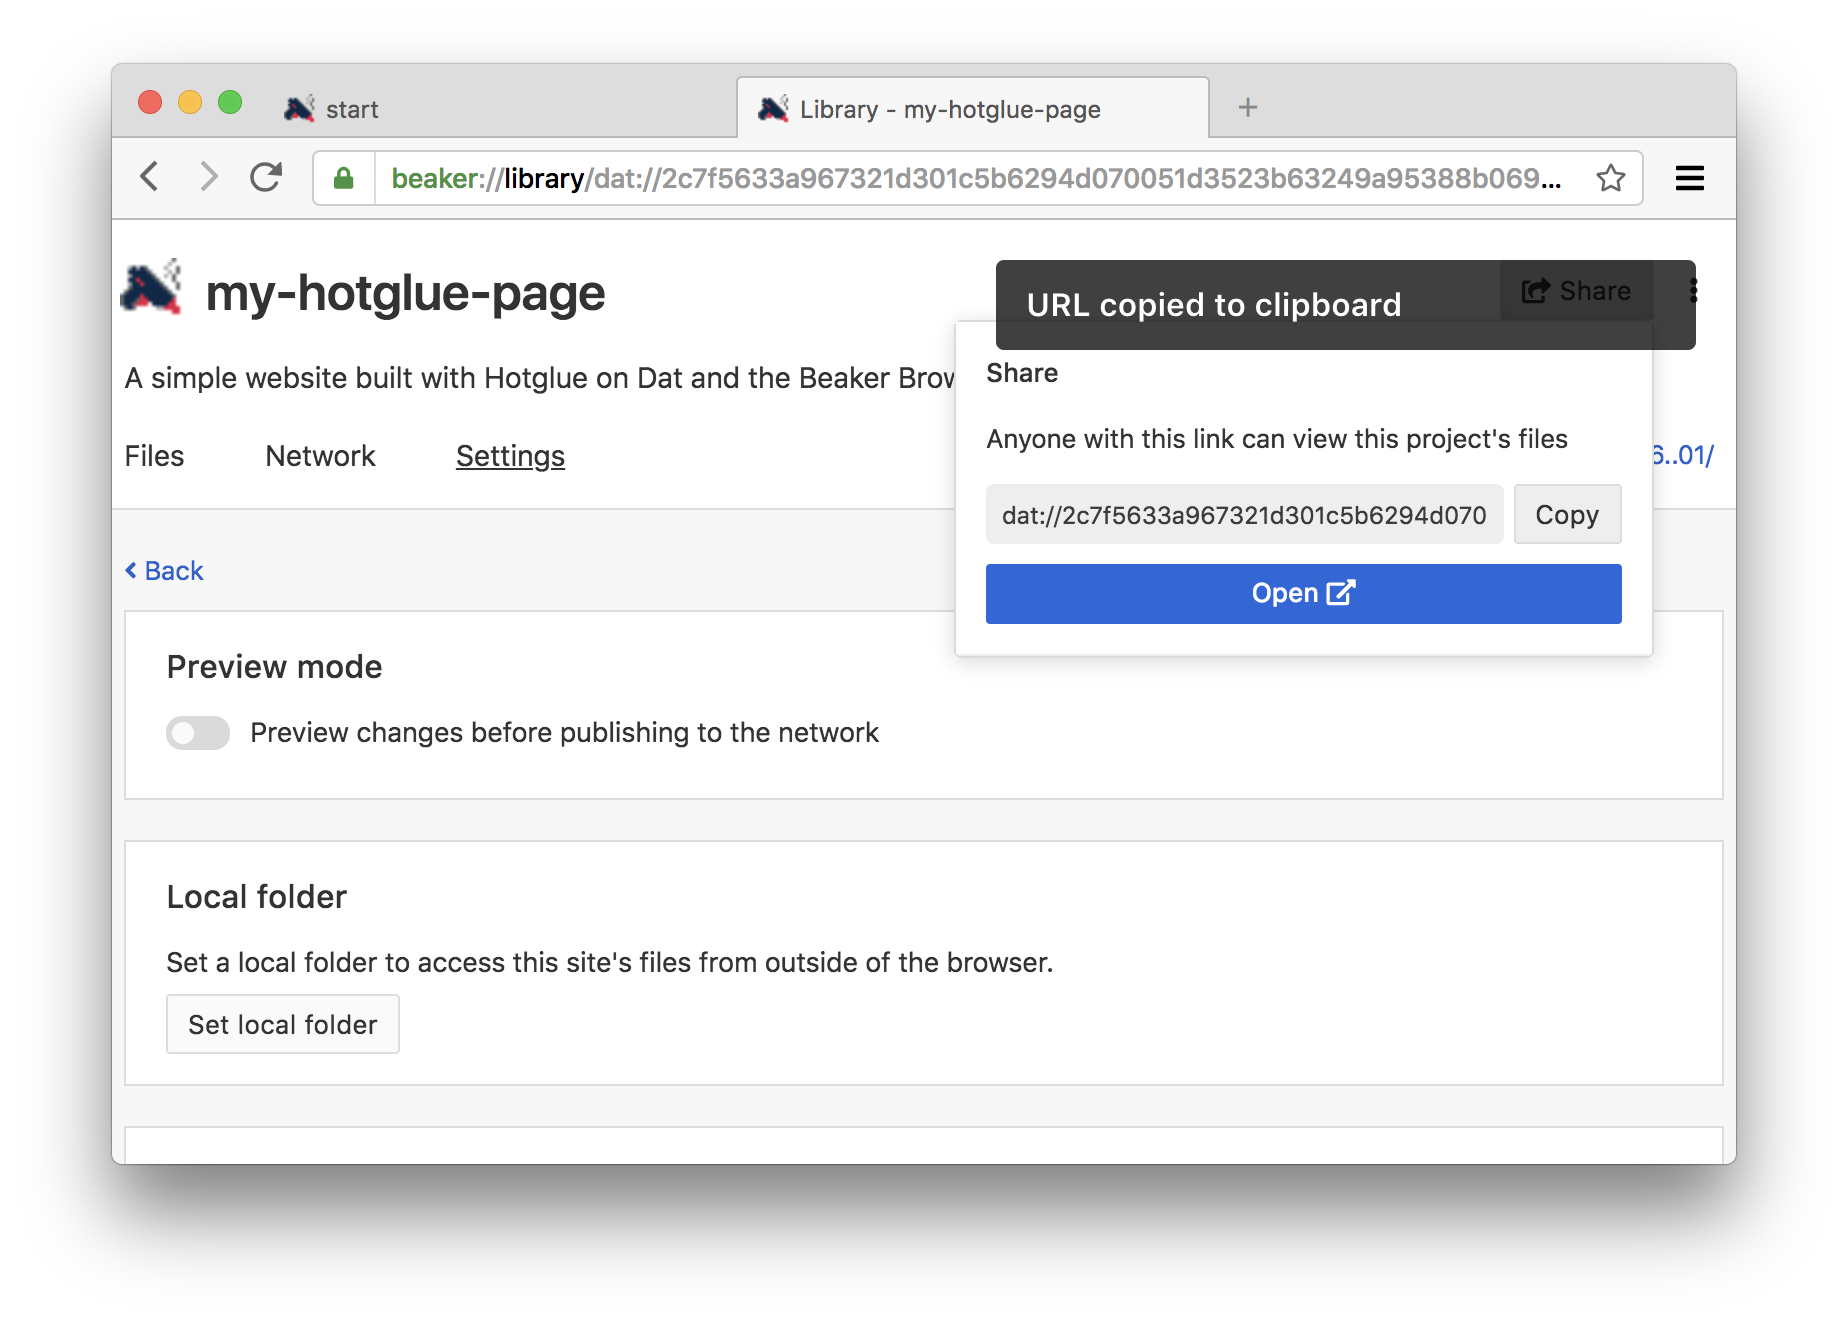 start
Library - my-hotglue-page
beaker://library/dat://2c7f5633a967321d301c5b6294d070051d3523b63249a95388b069...
my-hotglue-page
Share
URL copied to clipboard
A simple website built with Hotglue on Dat and the Beaker Brow
Files
Network
Settings
6..01/
Share
Anyone with this link can view this project's files
dat://2c7f5633a967321d301c5b6294d070
Copy
Open
Back
Preview mode
Preview changes before publishing to the network
Local folder
Set a local folder to access this site's files from outside of the browser.
Set local folder